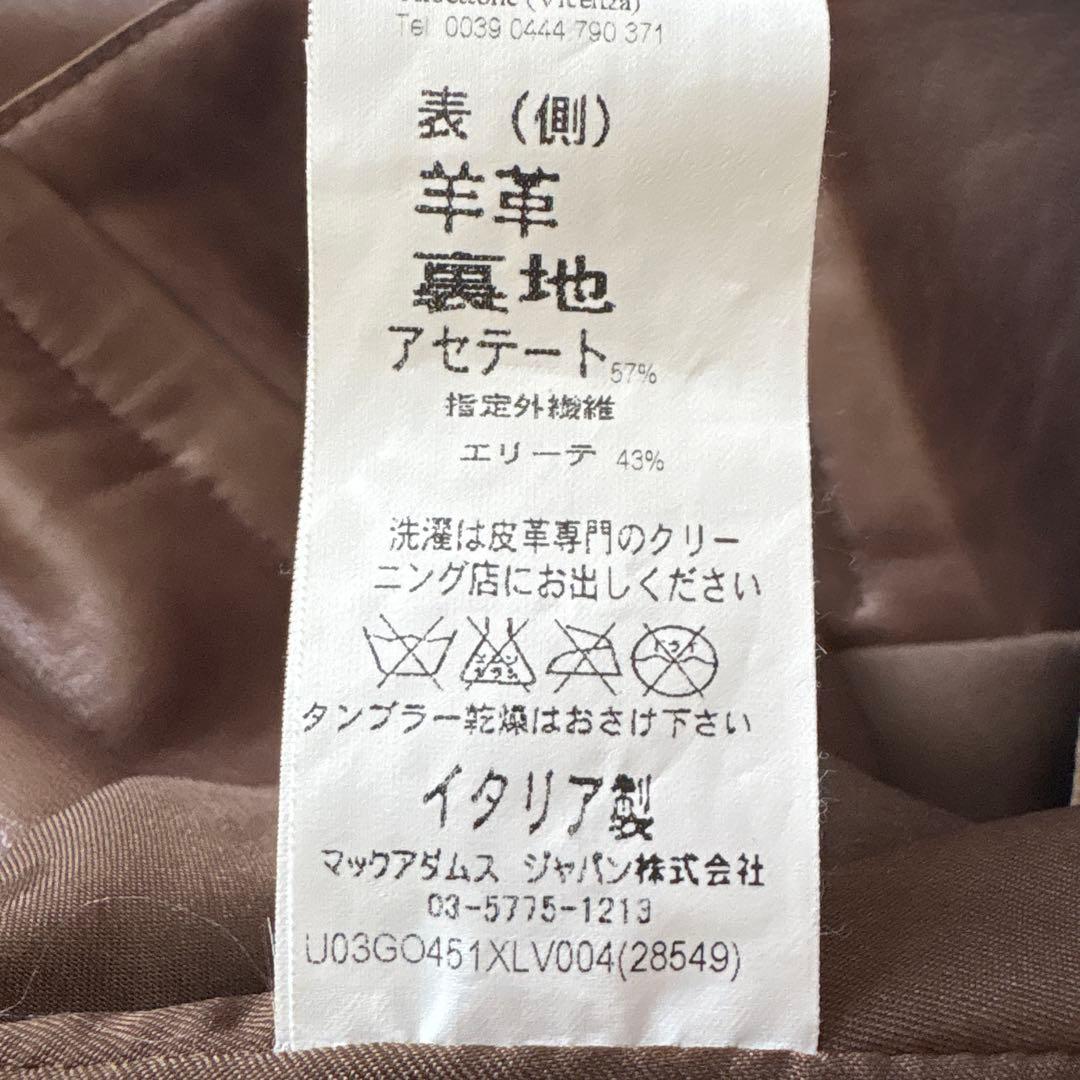 (Vicenza)
Tel 0039 0444 790 371
表(側)
羊革
裏地
アセテート57%
指定外繊維
エリーテ 43%
洗濯は皮革専門のクリー
ニング店にお出しください
ドライ
タンブラー乾燥はおさけ下さい
イタリア製
マックアダムス ジャパン株式会社
03-5775-1213
U03GO451XLV004(28549)